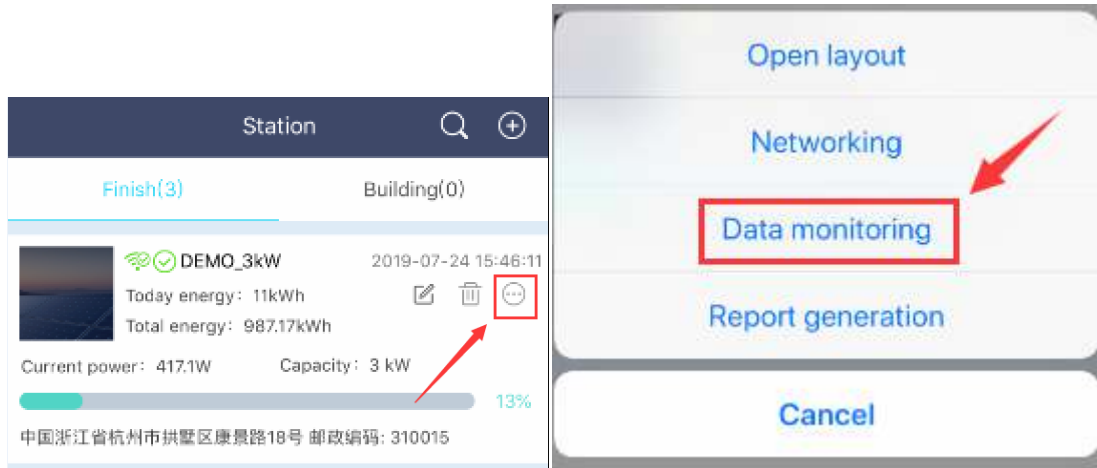 Station
Finish(3)
Building(0)
DEMO_3kW
2019-07-24 15:46:11
Today energy: 11kWh
Total energy: 987.17kWh
Current power: 417.1W
Capacity: 3 kW
13%
中国浙江省杭州市拱墅区康景路18号 邮政编码: 310015
Open layout
Networking
Data monitoring
Report generation
Cancel